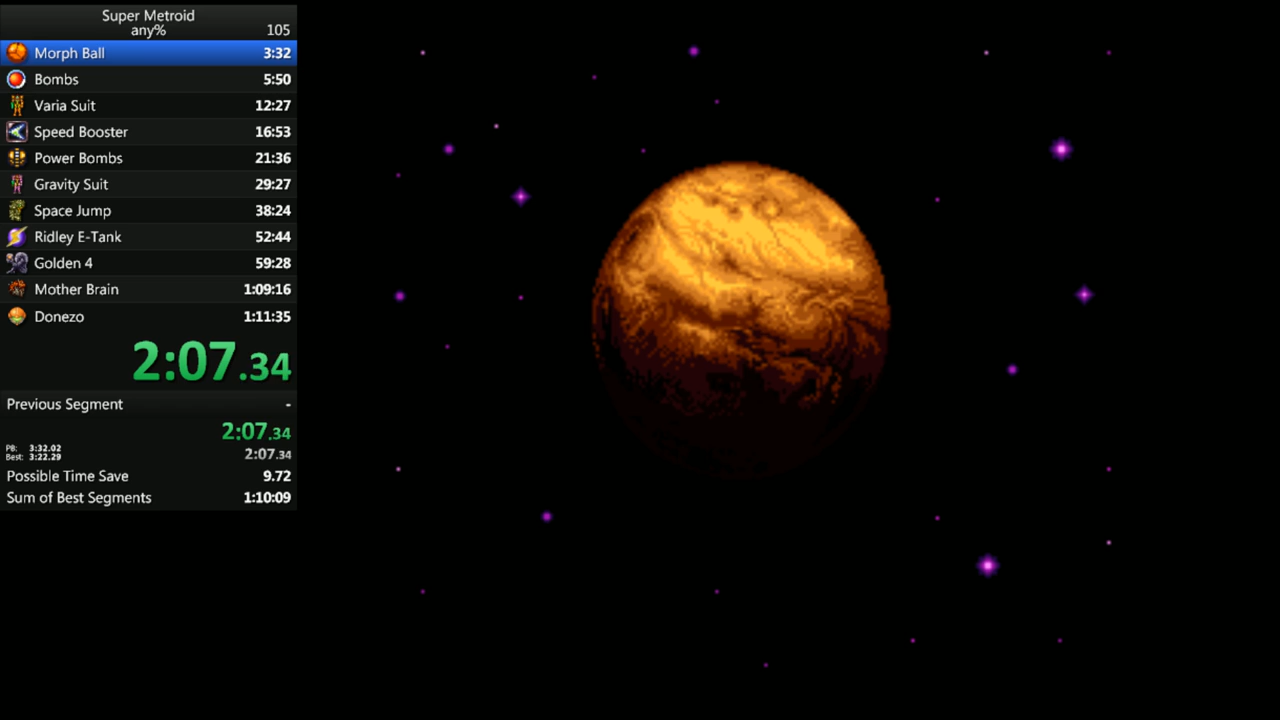 Super Metroid
any% 105
Morph Ball 3:32
Bombs 5:50
Varia Suit 12:27
Speed Booster 16:53
Power Bombs 21:36
Gravity Suit 29:27
Space Jump 38:24
Ridley E-Tank 52:44
Golden 4 59:28
Mother Brain 1:09:16
Donezo 1:11:35
2:07.34
Previous Segment -
2:07.34
PB: 3:32.02
Best: 3:22.29 2:07.34
Possible Time Save 9.72
Sum of Best Segments 1:10:09